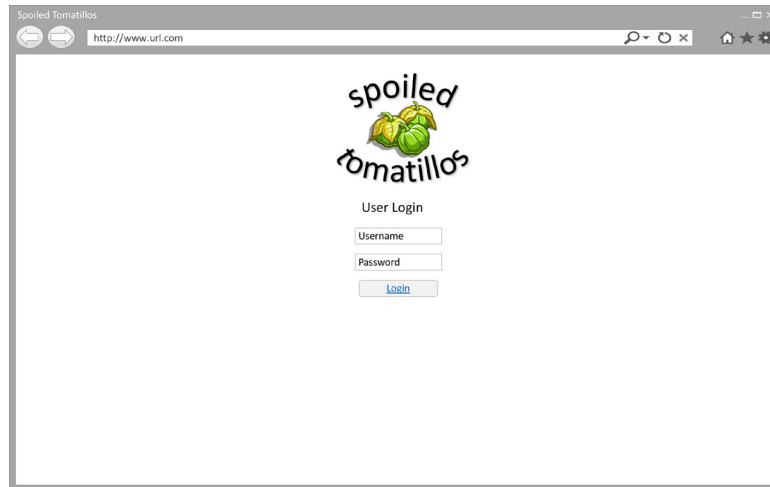 Spoiled Tomatillos
http://www.url.com
spoiled
tomatillos
User Login
Username
Password
Login